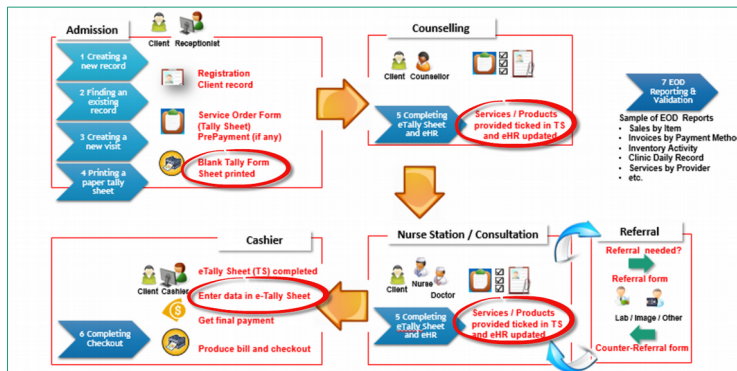 Admission
Client Receptionist
1 Creating a
new record
2 Finding an
existing
record
3 Creating a
new visit
4 Printing a
paper tally
sheet
Registration
Client record
Service Order Form
(Tally Sheet)
PrePayment (if any)
Blank Tally Form
Sheet printed
Counselling
Client Counsellor
5 Completing
eTally Sheet
and eHR
Services / Products
provided ticked in TS
and eHR updated
7 EOD
Reporting &
Validation
Sample of EOD Reports
• Sales by Item
• Invoices by Payment Method
• Inventory Activity
• Clinic Daily Record
• Services by Provider
• etc.
Cashier
Client Cashier
eTally Sheet (TS) completed
Enter data in e-Tally Sheet
Get final payment
6 Completing
Checkout
Produce bill and checkout
Nurse Station / Consultation
Client Nurse
Doctor
5 Completing
eTally Sheet
and eHR
Services / Products
provided ticked in TS
and eHR updated
Referral
Referral needed?
Referral form
Lab / Image / Other
Counter-Referral form